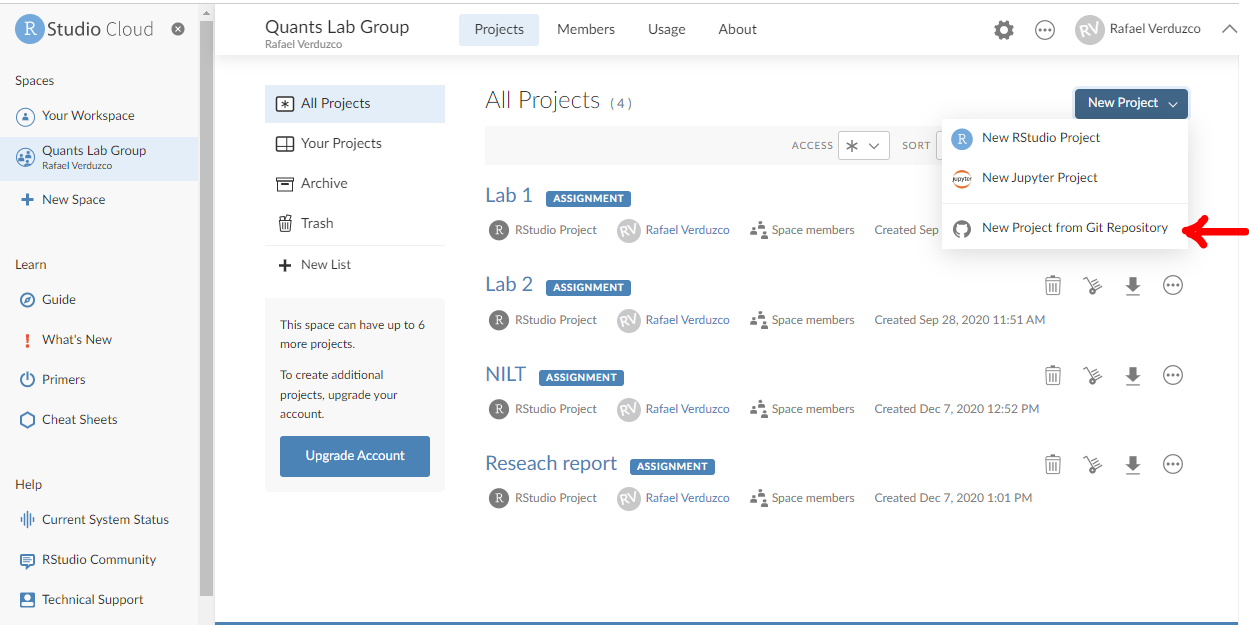 R Studio Cloud
Spaces
Your Workspace
Quants Lab Group
Rafael Verduzco
New Space
Learn
Guide
What's New
Primers
Cheat Sheets
Help
Current System Status
RStudio Community
Technical Support
Quants Lab Group
Rafael Verduzco
Projects Members Usage About
RV Rafael Verduzco
All Projects
Your Projects
Archive
Trash
New List
This space can have up to 6
more projects.
To create additional
projects, upgrade your
account.
Upgrade Account
All Projects (4)
New Project
R New RStudio Project
jupyter New Jupyter Project
New Project from Git Repository
ACCESS SORT
Lab 1 ASSIGNMENT
R RStudio Project RV Rafael Verduzco Space members Created Sep
Lab 2 ASSIGNMENT
R RStudio Project RV Rafael Verduzco Space members Created Sep 28, 2020 11:51 AM
NILT ASSIGNMENT
R RStudio Project RV Rafael Verduzco Space members Created Dec 7, 2020 12:52 PM
Reseach report ASSIGNMENT
R RStudio Project RV Rafael Verduzco Space members Created Dec 7, 2020 1:01 PM